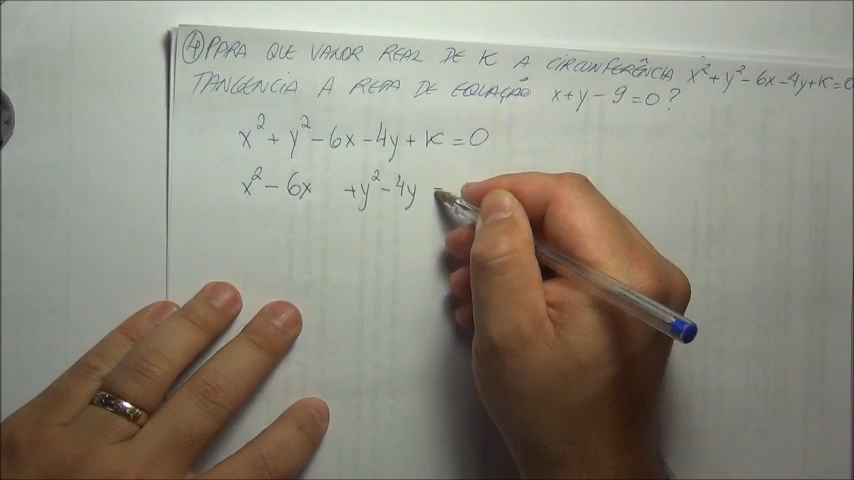 ④ PARA QUE VALOR REAL DE K A CIRCUNFERÊNCIA x²+y²-6x-4y+K=0
TANGENCIA A RETA DE EQUAÇÃO x+y-9=0?
x²+y²-6x-4y+K=0
x²-6x +y²-4y =